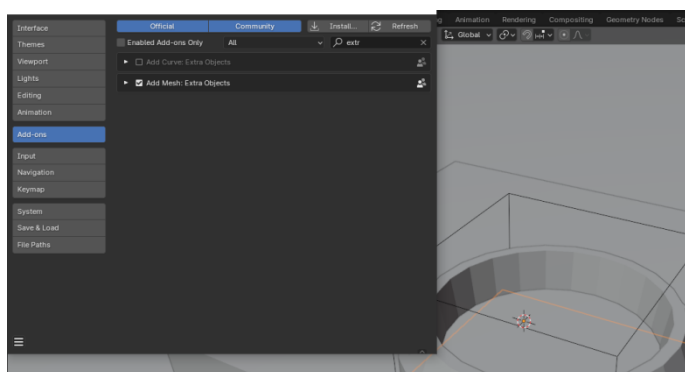 Interface
Themes
Viewport
Lights
Editing
Animation
Add-ons
Input
Navigation
Keymap
System
Save & Load
File Paths
Official Community Install... Refresh
Enabled Add-ons Only All extr
Add Curve: Extra Objects
Add Mesh: Extra Objects
Animation Rendering Compositing Geometry Nodes
Global